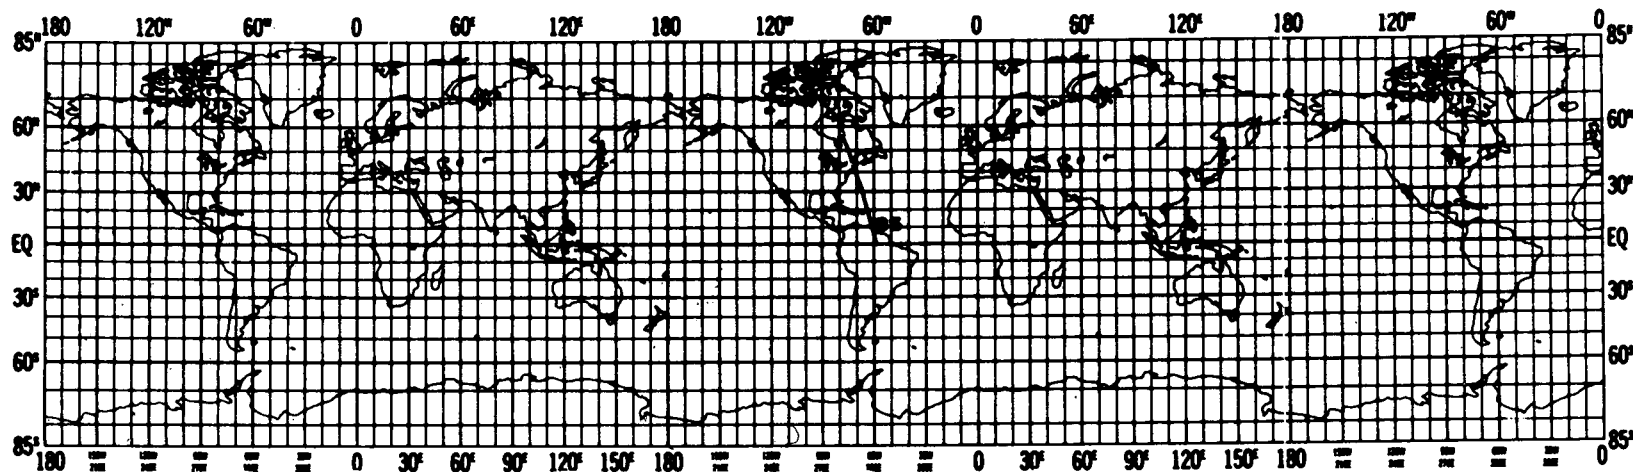 180 120ᵂ 60ᵂ 0 60ᴱ 120ᴱ 180 120ᵂ 60ᵂ 0 60ᴱ 120ᴱ 180 120ᵂ 60ᵂ 0
85ᴺ 85ᴺ
60ᴺ 60ᴺ
30ᴺ 30ᴺ
EQ EQ
30ˢ 30ˢ
60ˢ 60ˢ
85ˢ 85ˢ
180 0 30ᴱ 60ᴱ 90ᴱ 120ᴱ 150ᴱ 180 0 30ᴱ 60ᴱ 90ᴱ 120ᴱ 150ᴱ 180 0